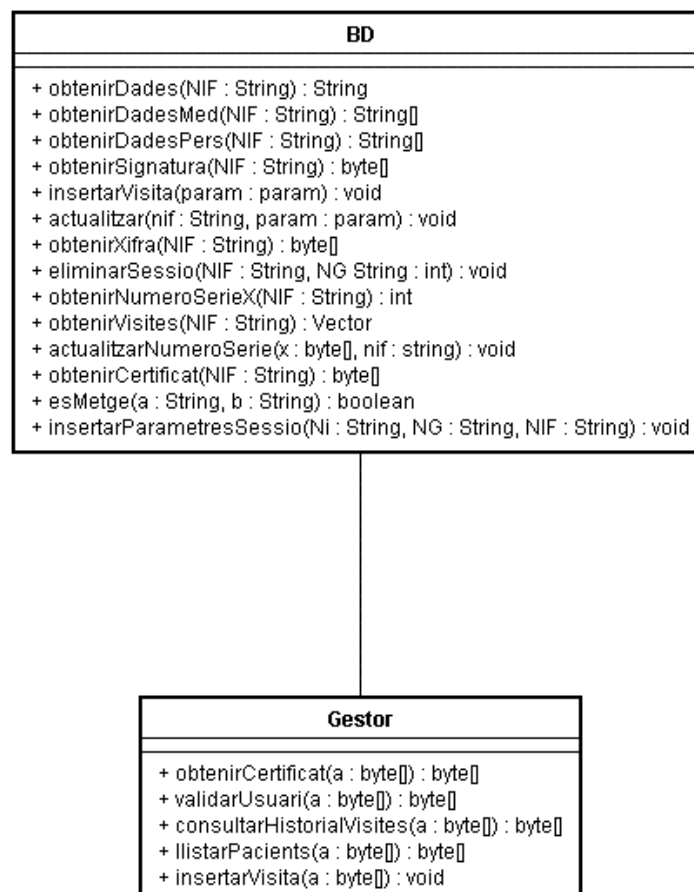 BD
+ obtenirDades(NIF : String) : String
+ obtenirDadesMed(NIF : String) : String[]
+ obtenirDadesPers(NIF : String) : String[]
+ obtenirSignatura(NIF : String) : byte[]
+ insertarVisita(param : param) : void
+ actualitzar(nif : String, param : param) : void
+ obtenirXifra(NIF : String) : byte[]
+ eliminarSessio(NIF : String, NG String : int) : void
+ obtenirNumeroSerieX(NIF : String) : int
+ obtenirVisites(NIF : String) : Vector
+ actualitzarNumeroSerie(x : byte[], nif : string) : void
+ obtenirCertificat(NIF : String) : byte[]
+ esMetge(a : String, b : String) : boolean
+ insertarParametresSessio(Ni : String, NG : String, NIF : String) : void
Gestor
+ obtenirCertificat(a : byte[]) : byte[]
+ validarUsuari(a : byte[]) : byte[]
+ consultarHistorialVisites(a : byte[]) : byte[]
+ llistarPacients(a : byte[]) : byte[]
+ insertarVisita(a : byte[]) : void